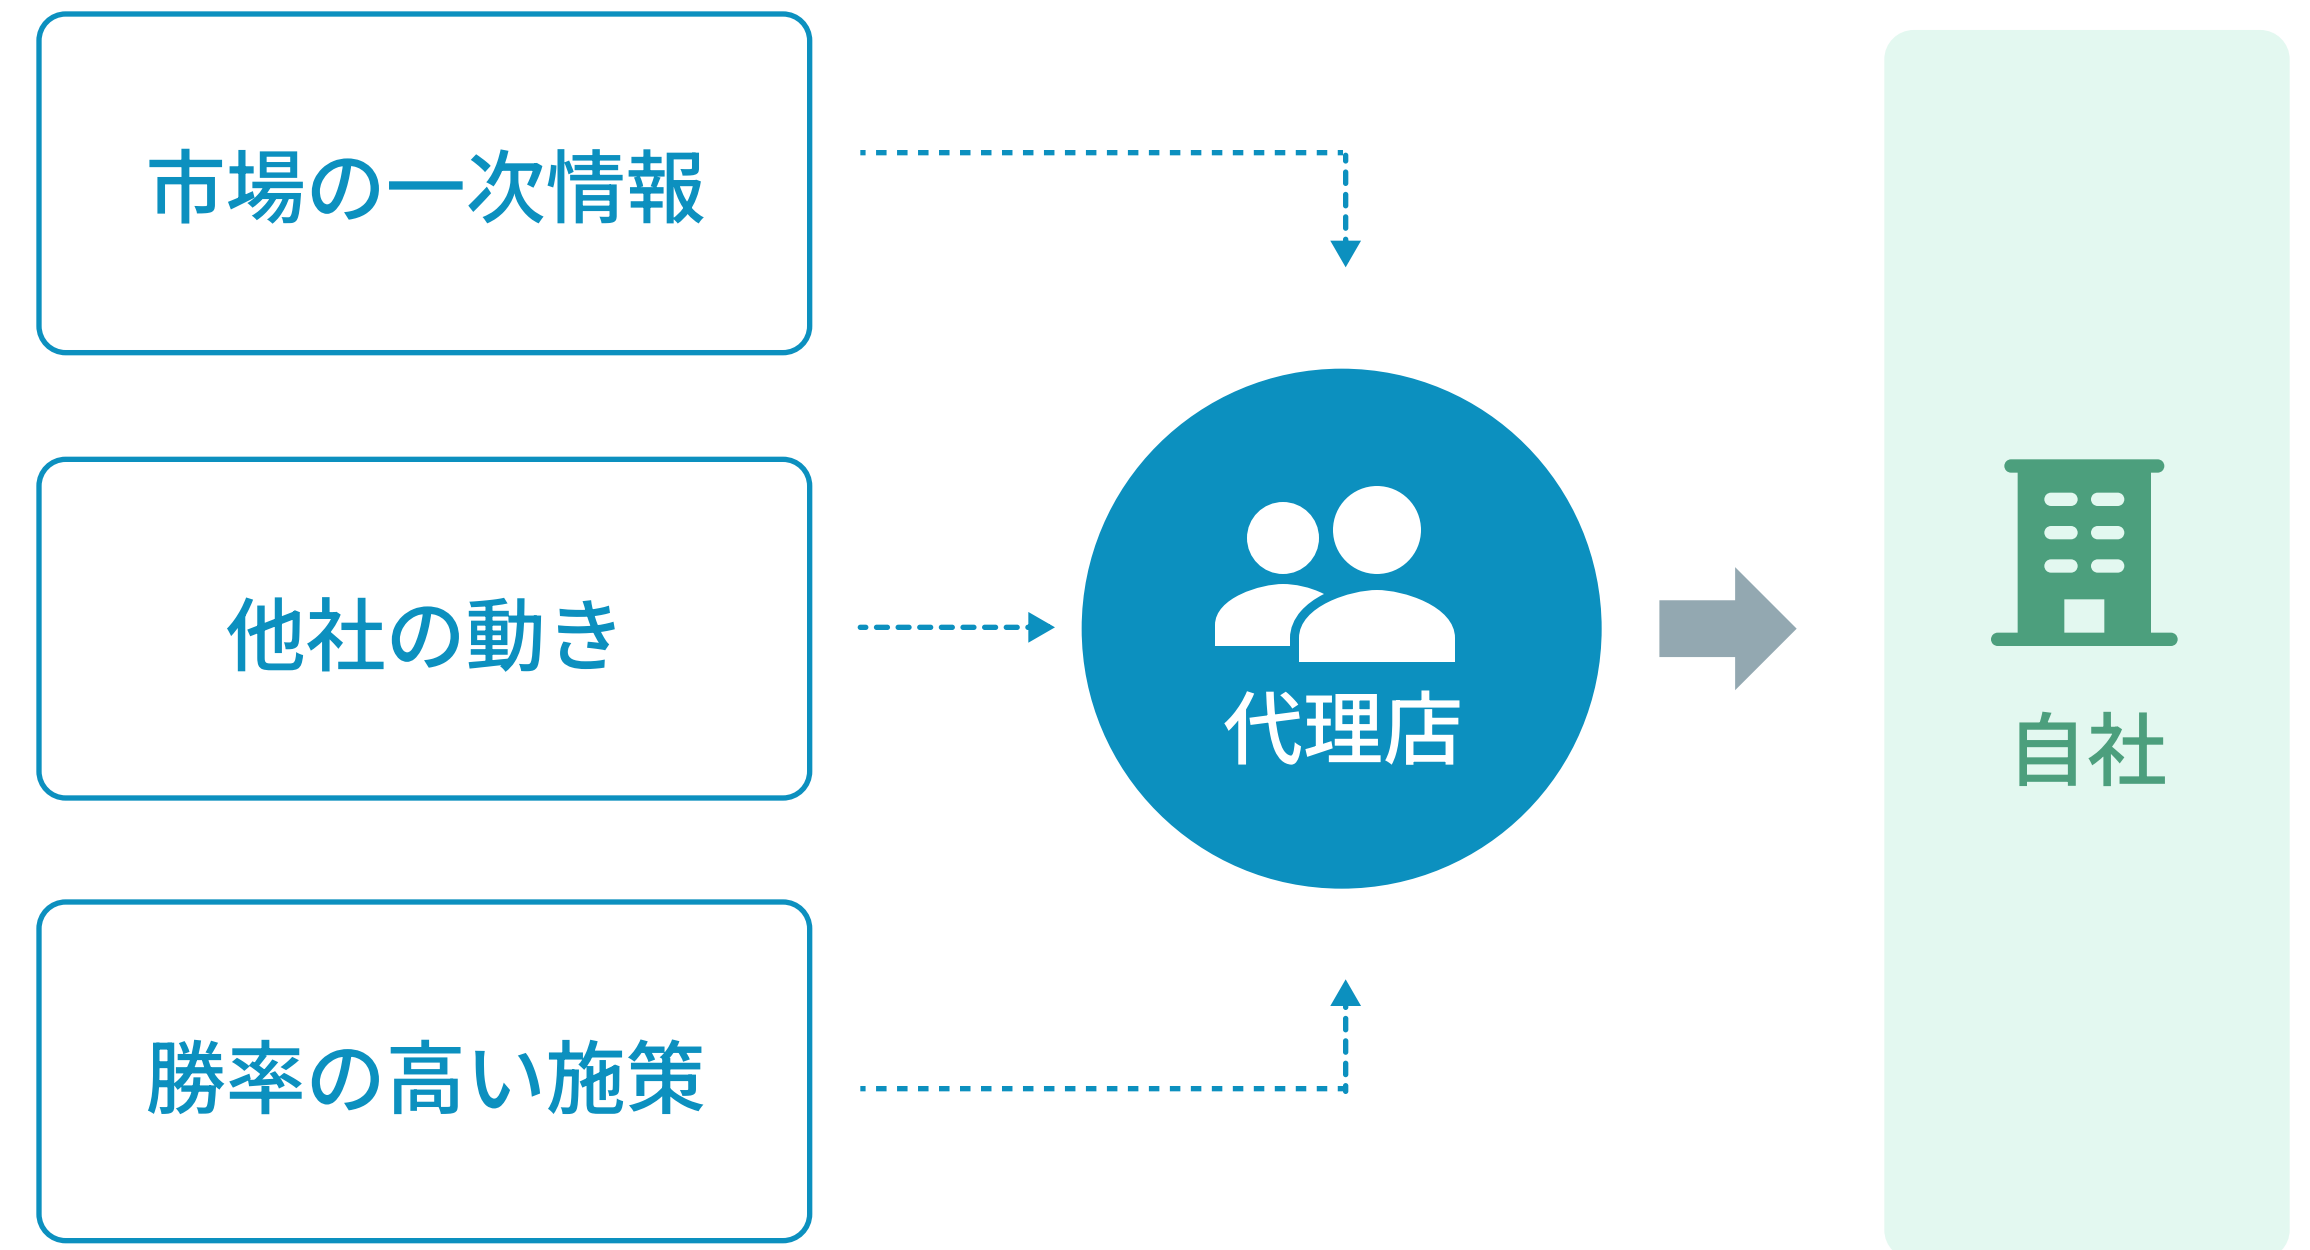 市場の一次情報
他社の動き
代理店
自社
勝率の高い施策